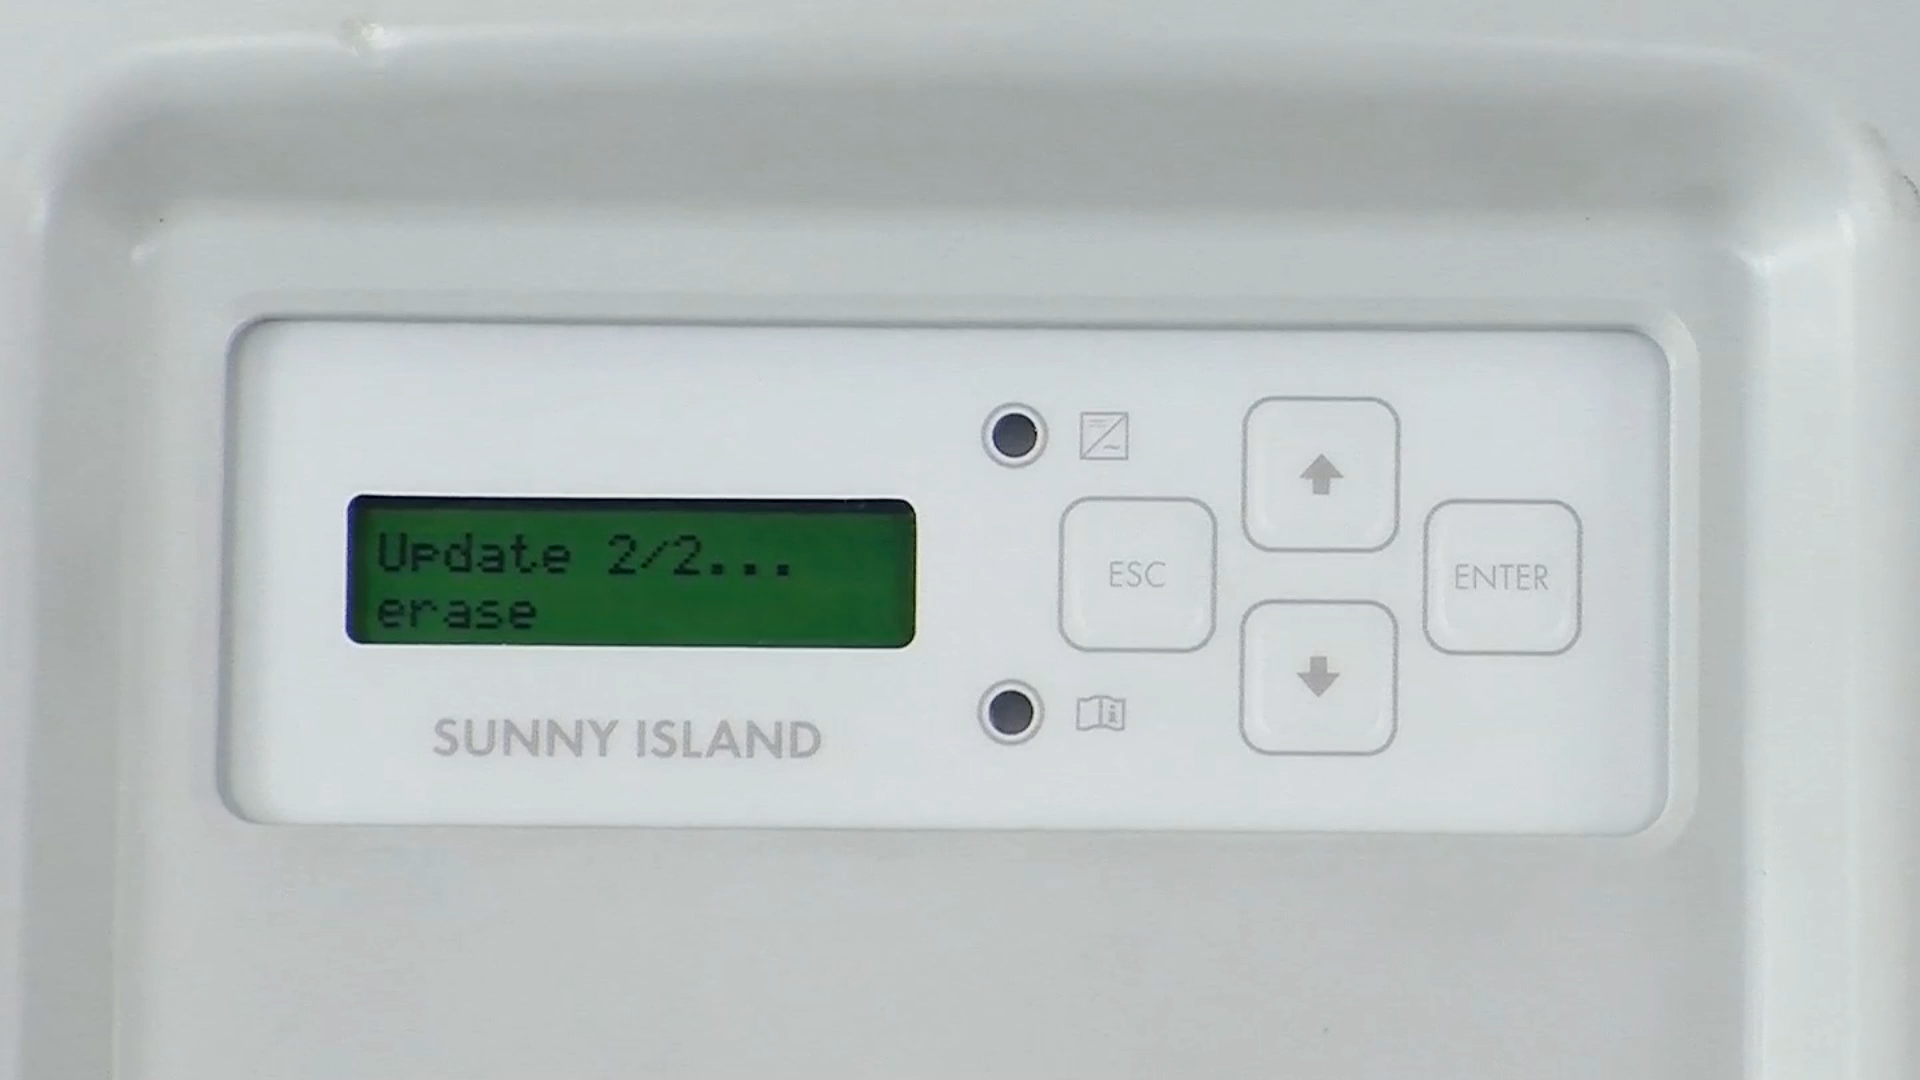 Update 2/2...
erase
SUNNY ISLAND
ESC
ENTER